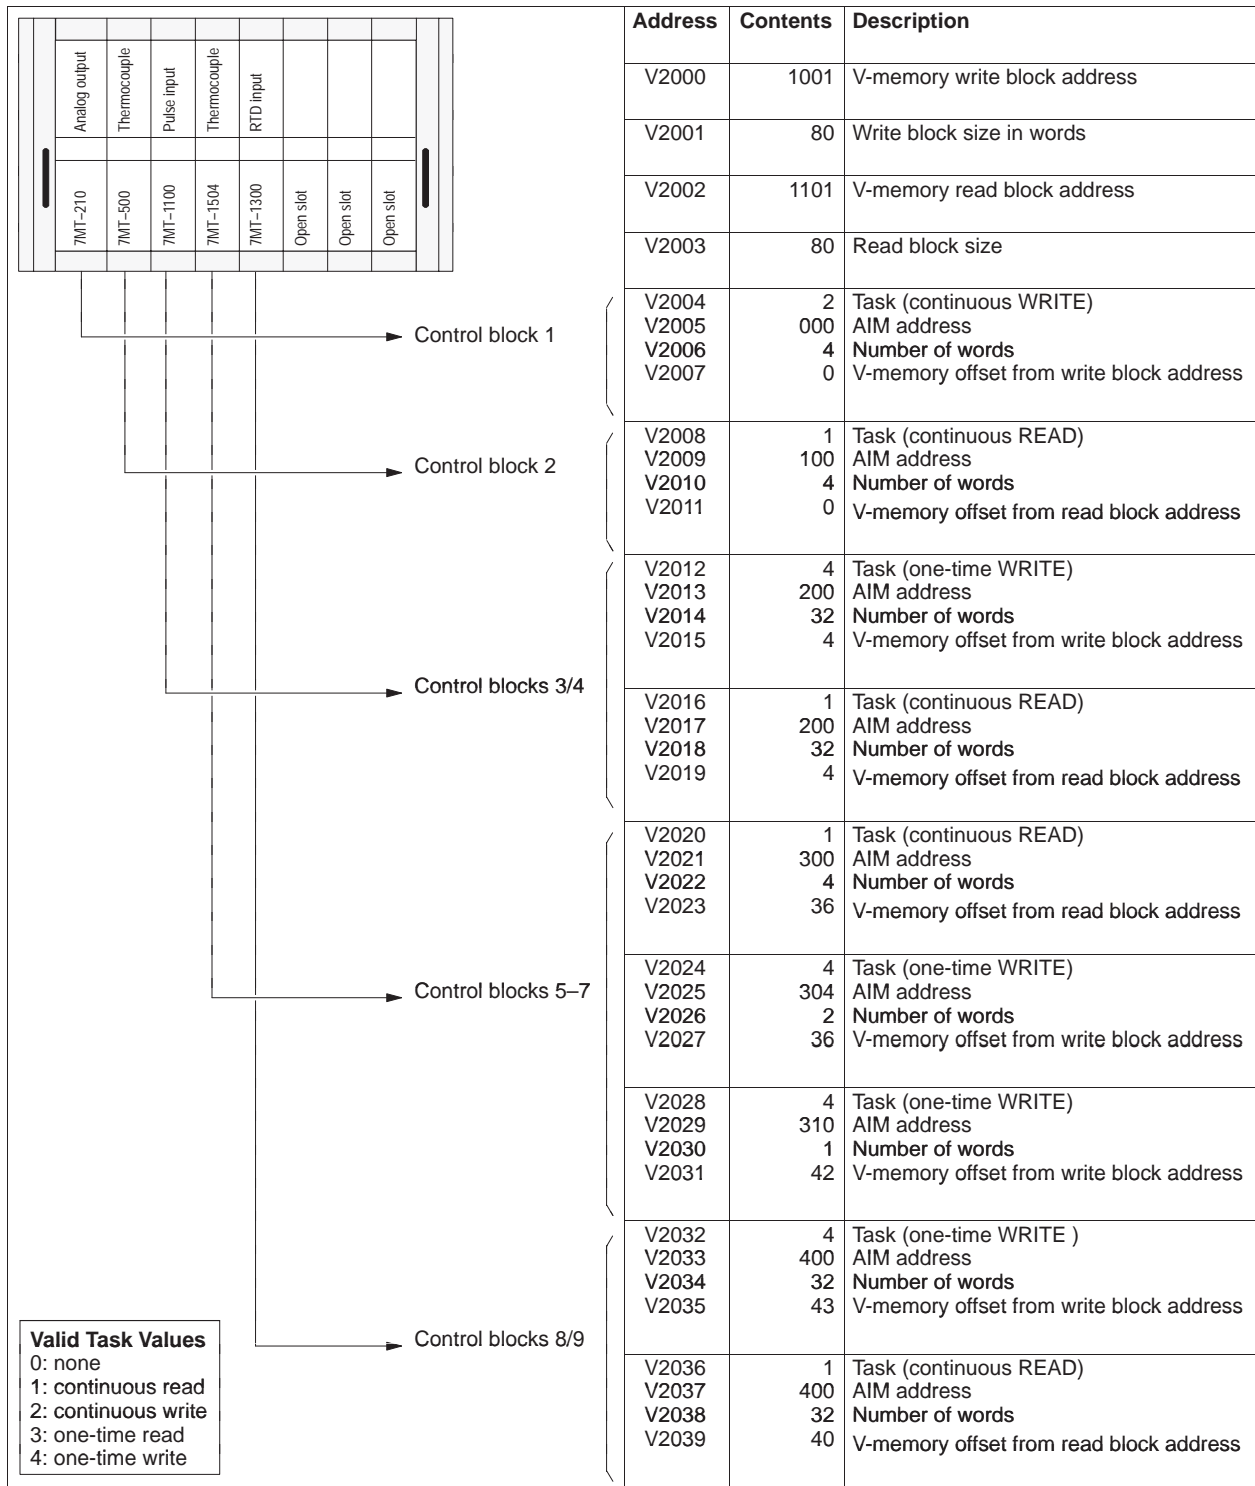 Analog output
Thermocouple
Pulse input
Thermocouple
RTD input
7MT–210
7MT–500
7MT–1100
7MT–1504
7MT–1300
Open slot
Open slot
Open slot
Control block 1
Control block 2
Control blocks 3/4
Control blocks 5–7
Control blocks 8/9
Valid Task Values
0: none
1: continuous read
2: continuous write
3: one-time read
4: one-time write
Address Contents Description
V2000 1001 V-memory write block address
V2001 80 Write block size in words
V2002 1101 V-memory read block address
V2003 80 Read block size
V2004 2 Task (continuous WRITE)
V2005 000 AIM address
V2006 4 Number of words
V2007 0 V-memory offset from write block address
V2008 1 Task (continuous READ)
V2009 100 AIM address
V2010 4 Number of words
V2011 0 V-memory offset from read block address
V2012 4 Task (one-time WRITE)
V2013 200 AIM address
V2014 32 Number of words
V2015 4 V-memory offset from write block address
V2016 1 Task (continuous READ)
V2017 200 AIM address
V2018 32 Number of words
V2019 4 V-memory offset from read block address
V2020 1 Task (continuous READ)
V2021 300 AIM address
V2022 4 Number of words
V2023 36 V-memory offset from read block address
V2024 4 Task (one-time WRITE)
V2025 304 AIM address
V2026 2 Number of words
V2027 36 V-memory offset from write block address
V2028 4 Task (one-time WRITE)
V2029 310 AIM address
V2030 1 Number of words
V2031 42 V-memory offset from write block address
V2032 4 Task (one-time WRITE )
V2033 400 AIM address
V2034 32 Number of words
V2035 43 V-memory offset from write block address
V2036 1 Task (continuous READ)
V2037 400 AIM address
V2038 32 Number of words
V2039 40 V-memory offset from read block address